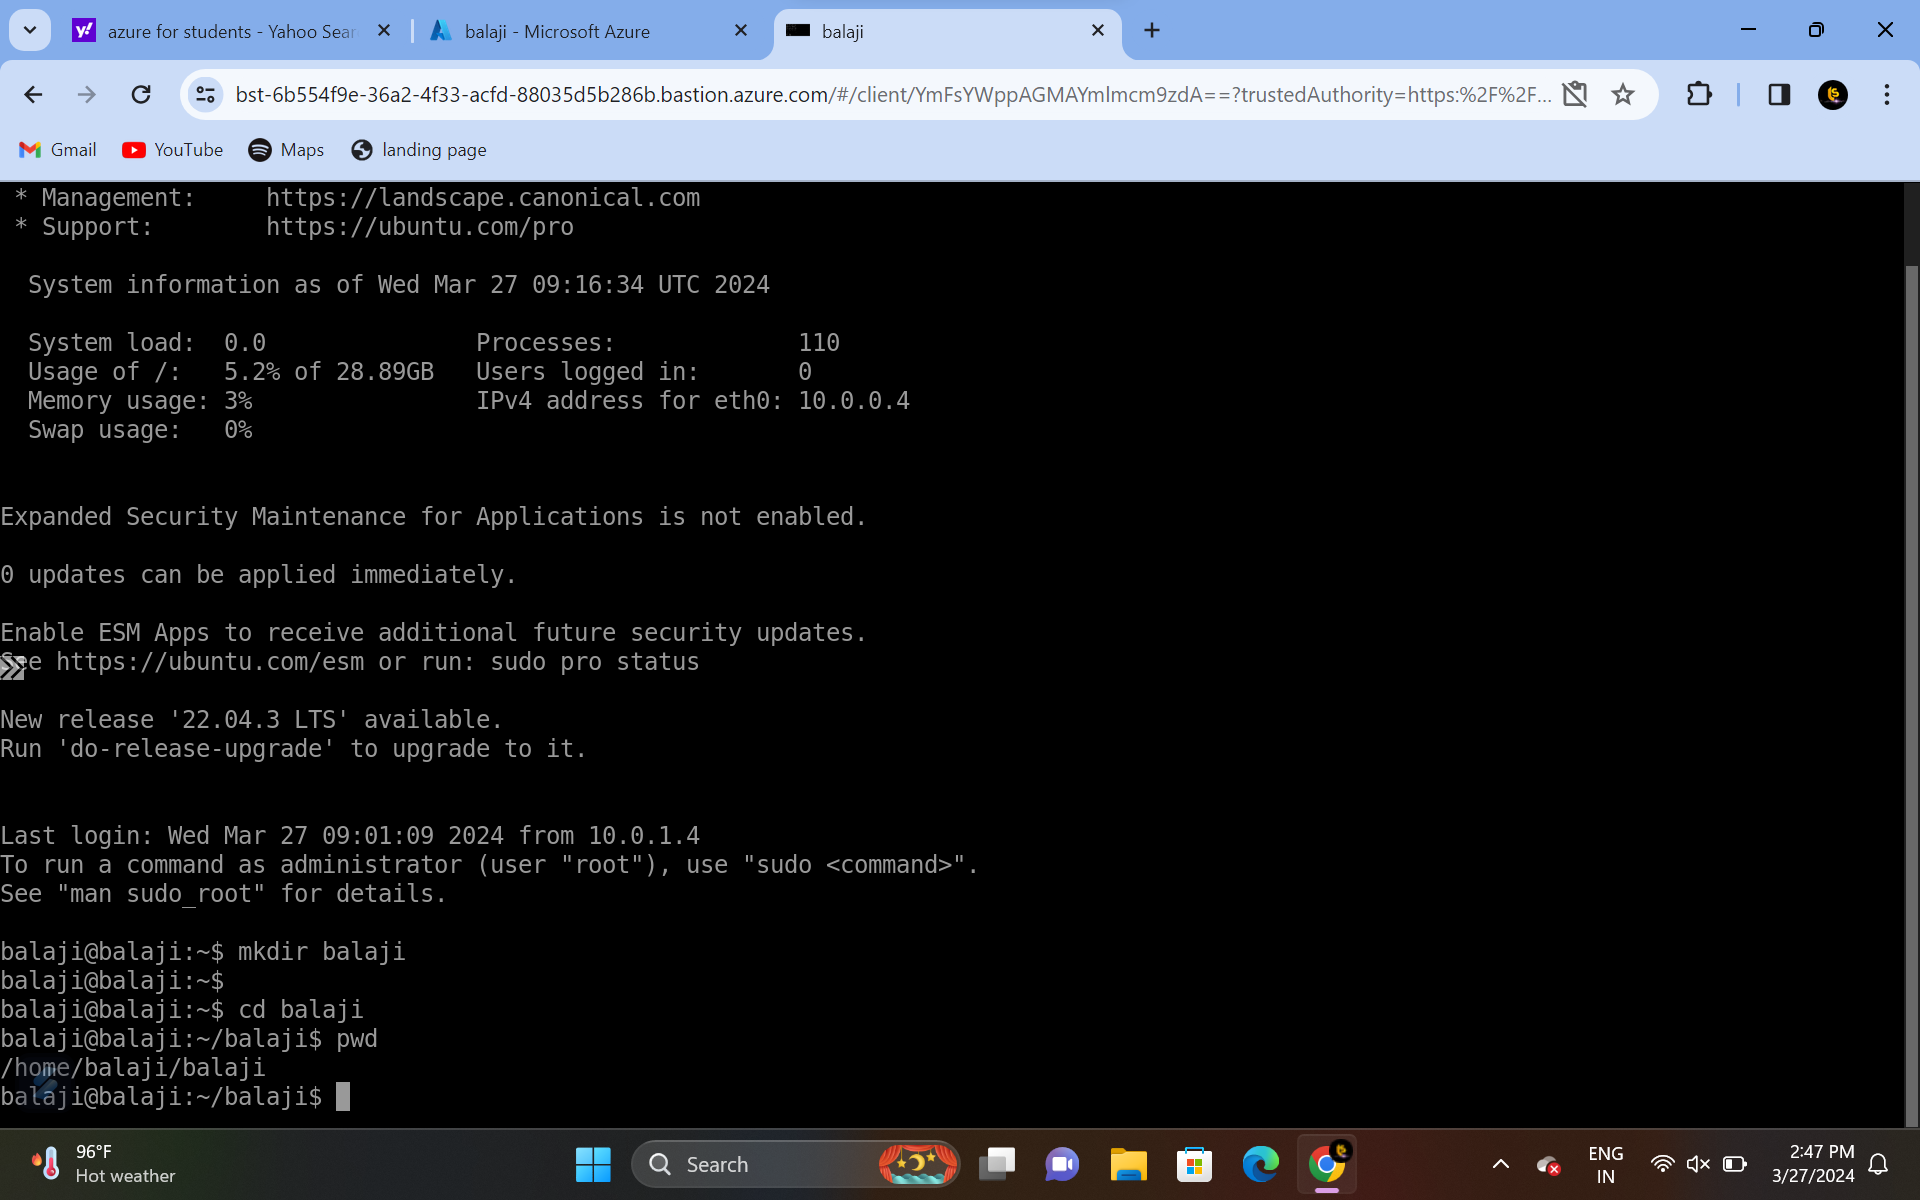 azure for students - Yahoo Sear
balaji - Microsoft Azure
balaji
bst-6b554f9e-36a2-4f33-acfd-88035d5b286b.bastion.azure.com/#/client/YmFsYWppAGMAYmlmcm9zdA==?trustedAuthority=https:%2F%2F...
Gmail
YouTube
Maps
landing page
* Management: https://landscape.canonical.com
* Support: https://ubuntu.com/pro
System information as of Wed Mar 27 09:16:34 UTC 2024
System load: 0.0 Processes: 110
Usage of /: 5.2% of 28.89GB Users logged in: 0
Memory usage: 3% IPv4 address for eth0: 10.0.0.4
Swap usage: 0%
Expanded Security Maintenance for Applications is not enabled.
0 updates can be applied immediately.
Enable ESM Apps to receive additional future security updates.
See https://ubuntu.com/esm or run: sudo pro status
New release '22.04.3 LTS' available.
Run 'do-release-upgrade' to upgrade to it.
Last login: Wed Mar 27 09:01:09 2024 from 10.0.1.4
To run a command as administrator (user "root"), use "sudo <command>".
See "man sudo_root" for details.
balaji@balaji:~$ mkdir balaji
balaji@balaji:~$
balaji@balaji:~$ cd balaji
balaji@balaji:~/balaji$ pwd
/home/balaji/balaji
balaji@balaji:~/balaji$
96°F
Hot weather
Search
ENG
IN
2:47 PM
3/27/2024